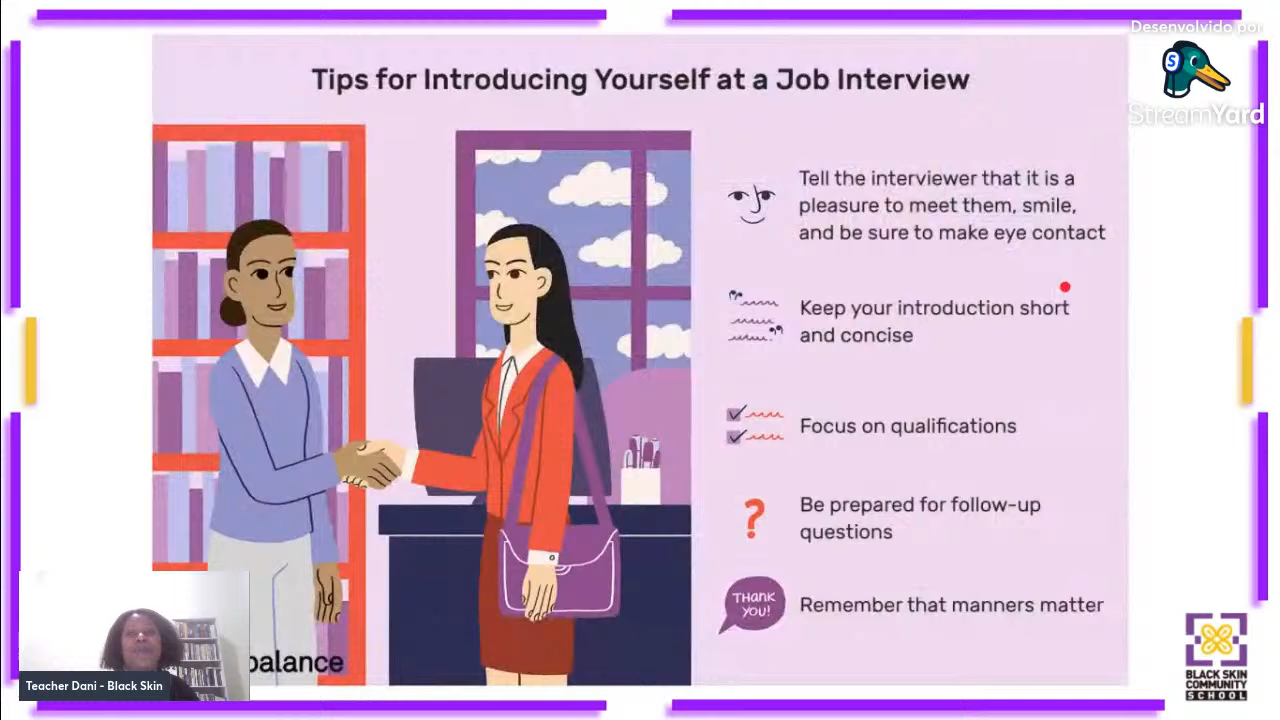 Desenvolvido por
StreamYard
Tips for Introducing Yourself at a Job Interview
Tell the interviewer that it is a
pleasure to meet them, smile,
and be sure to make eye contact
Keep your introduction short
and concise
Focus on qualifications
Be prepared for follow-up
questions
THANK
YOU!
Remember that manners matter
balance
Teacher Dani - Black Skin
BLACK SKIN
COMMUNITY
SCHOOL